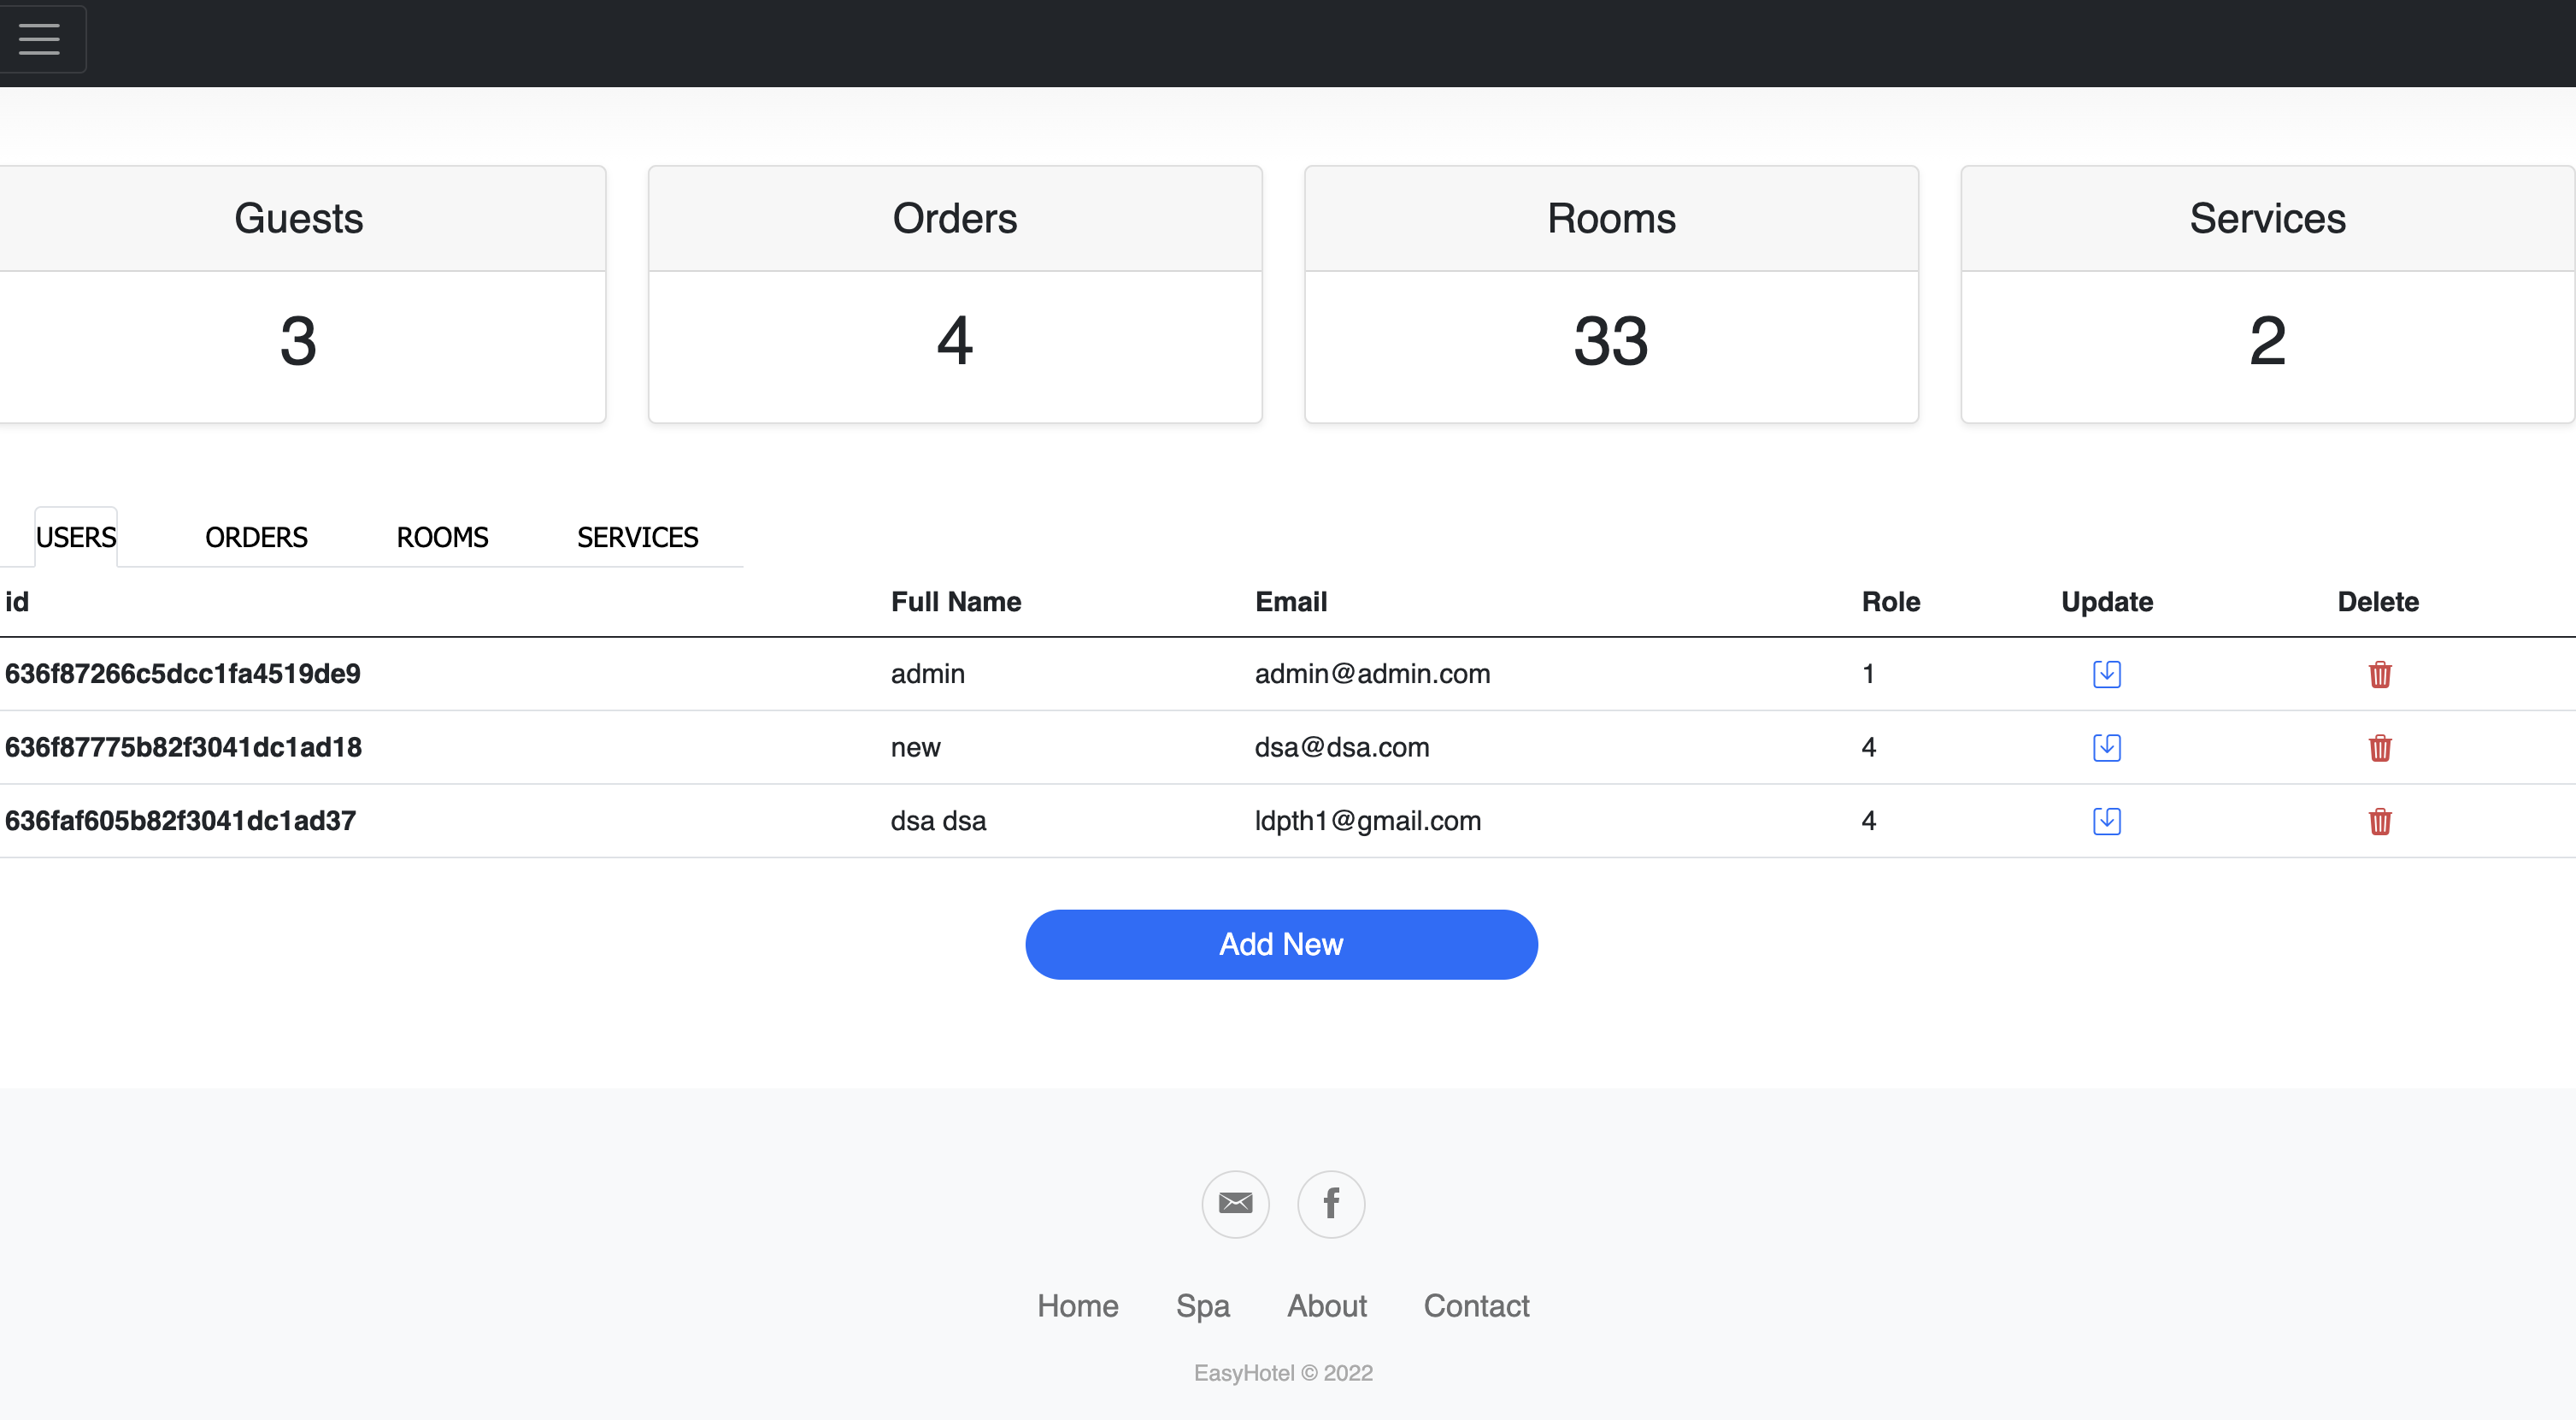 Guests Orders Rooms Services
3 4 33 2
USERS ORDERS ROOMS SERVICES
id Full Name Email Role Update Delete
636f87266c5dcc1fa4519de9 admin admin@admin.com 1
636f87775b82f3041dc1ad18 new dsa@dsa.com 4
636faf605b82f3041dc1ad37 dsa dsa ldpth1@gmail.com 4
Add New
Home Spa About Contact
EasyHotel © 2022